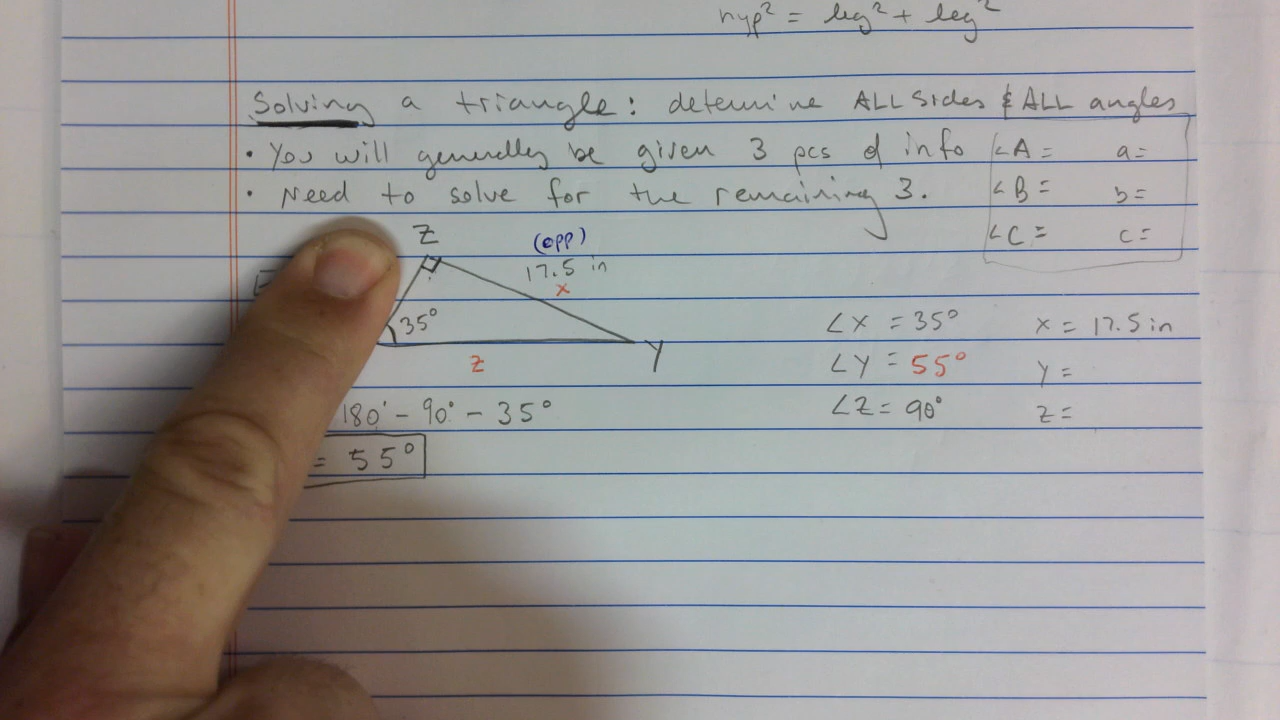 hyp² = leg² + leg²
Solving a triangle: determine ALL sides & ALL angles
• You will generally be given 3 pcs of info
• Need to solve for the remaining 3.
∠A = a=
∠B = b=
∠C = c=
Z
(opp)
17.5 in
x
35°
Y
z
∠X = 35° x = 17.5 in
∠Y = 55° y =
∠Z = 90° z =
180° - 90° - 35°
= 55°